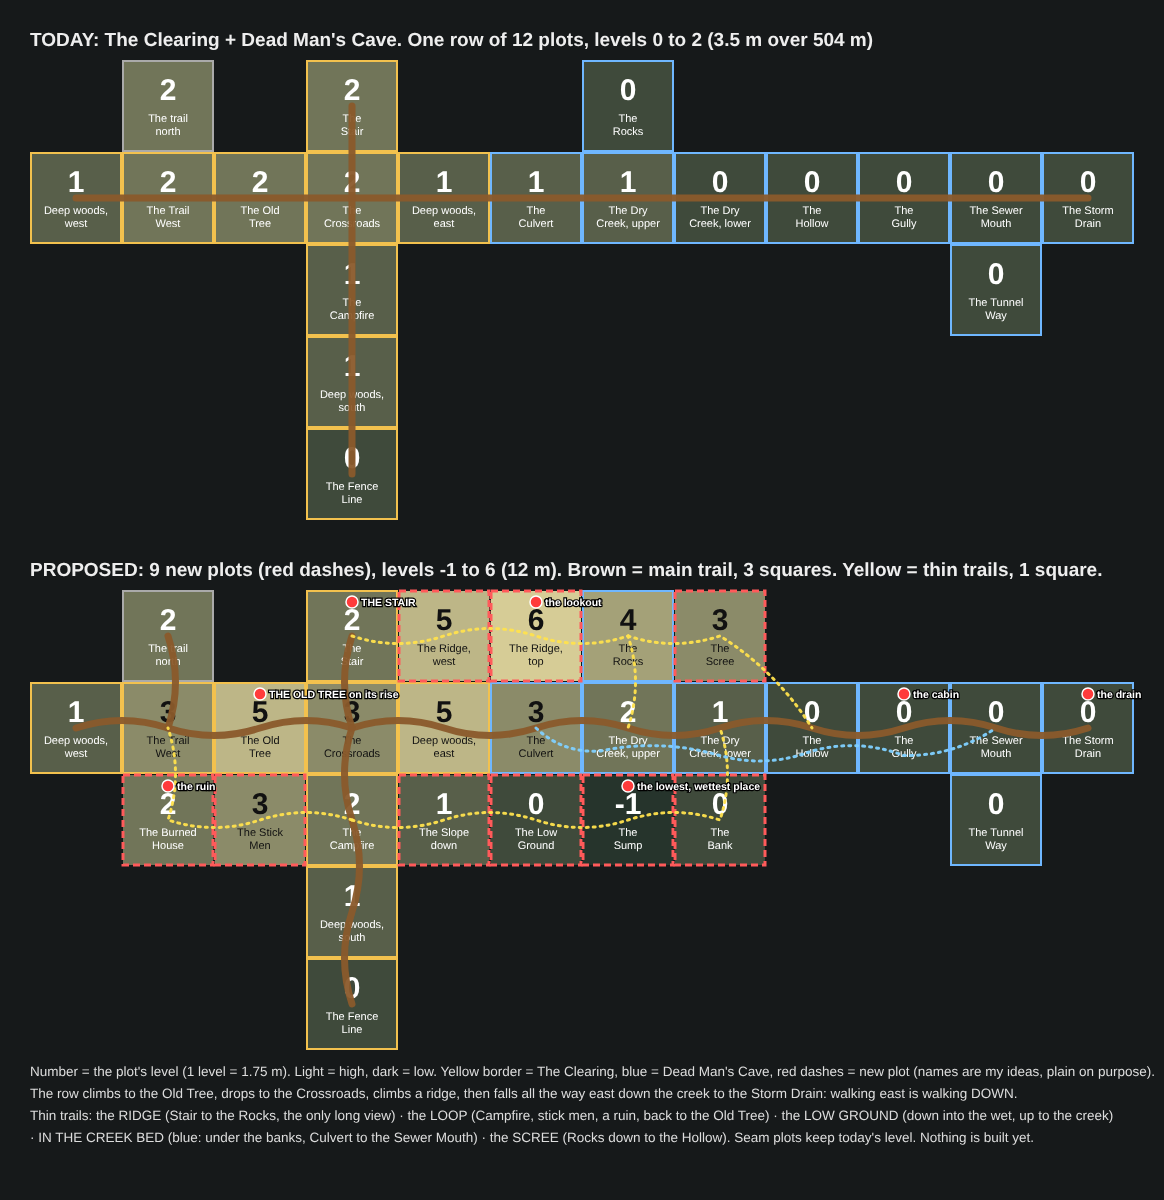 TODAY: The Clearing + Dead Man's Cave. One row of 12 plots, levels 0 to 2 (3.5 m over 504 m)
2
The trail
north
2
The
Stair
0
The
Rocks
1
Deep woods,
west
2
The Trail
West
2
The Old
Tree
2
The
Crossroads
1
Deep woods,
east
1
The
Culvert
1
The Dry
Creek, upper
0
The Dry
Creek, lower
0
The
Hollow
0
The
Gully
0
The Sewer
Mouth
0
The Storm
Drain
1
The
Campfire
0
The Tunnel
Way
1
Deep woods,
south
0
The Fence
Line
PROPOSED: 9 new plots (red dashes), levels -1 to 6 (12 m). Brown = main trail, 3 squares. Yellow = thin trails, 1 square.
2
The trail
north
THE STAIR
2
The
Stair
5
The Ridge,
west
the lookout
6
The Ridge,
top
4
The
Rocks
3
The
Scree
1
Deep woods,
west
3
The Trail
West
THE OLD TREE on its rise
5
The Old
Tree
3
The
Crossroads
5
Deep woods,
east
3
The
Culvert
2
The Dry
Creek, upper
1
The Dry
Creek, lower
0
The
Hollow
the cabin
0
The
Gully
0
The Sewer
Mouth
the drain
0
The Storm
Drain
the ruin
2
The Burned
House
3
The Stick
Men
2
The
Campfire
1
The Slope
down
0
The Low
Ground
the lowest, wettest place
-1
The
Sump
0
The
Bank
0
The Tunnel
Way
1
Deep woods,
south
0
The Fence
Line
Number = the plot's level (1 level = 1.75 m). Light = high, dark = low. Yellow border = The Clearing, blue = Dead Man's Cave, red dashes = new plot (names are my ideas, plain on purpose).
The row climbs to the Old Tree, drops to the Crossroads, climbs a ridge, then falls all the way east down the creek to the Storm Drain: walking east is walking DOWN.
Thin trails: the RIDGE (Stair to the Rocks, the only long view) · the LOOP (Campfire, stick men, a ruin, back to the Old Tree) · the LOW GROUND (down into the wet, up to the creek)
· IN THE CREEK BED (blue: under the banks, Culvert to the Sewer Mouth) · the SCREE (Rocks down to the Hollow). Seam plots keep today's level. Nothing is built yet.